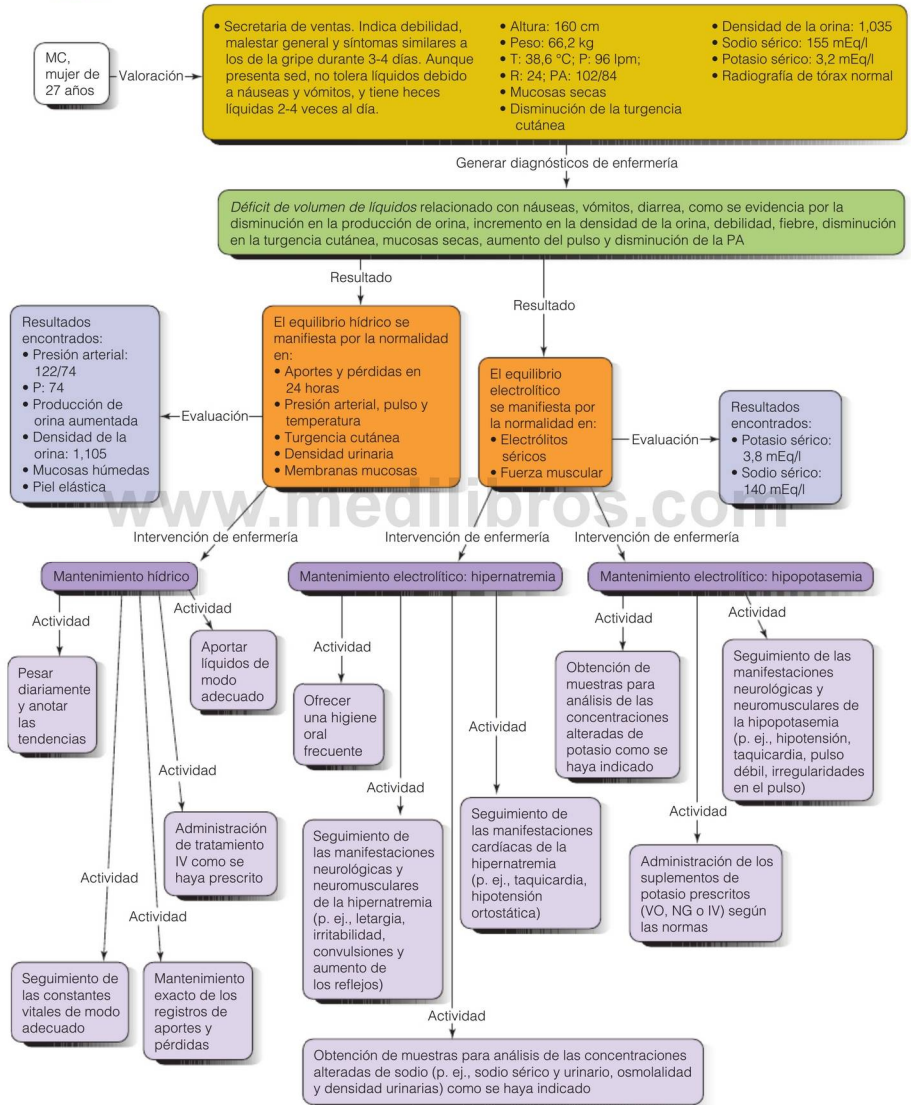 MC,
mujer de
27 años
Valoración
• Secretaria de ventas. Indica debilidad,
malestar general y síntomas similares a
los de la gripe durante 3-4 días. Aunque
presenta sed, no tolera líquidos debido
a náuseas y vómitos, y tiene heces
líquidas 2-4 veces al día.
• Altura: 160 cm
• Peso: 66,2 kg
• T: 38,6 °C; P: 96 lpm;
• R: 24; PA: 102/84
• Mucosas secas
• Disminución de la turgencia
cutánea
• Densidad de la orina: 1,035
• Sodio sérico: 155 mEq/l
• Potasio sérico: 3,2 mEq/l
• Radiografía de tórax normal
Generar diagnósticos de enfermería
Déficit de volumen de líquidos relacionado con náuseas, vómitos, diarrea, como se evidencia por la
disminución en la producción de orina, incremento en la densidad de la orina, debilidad, fiebre, disminución
en la turgencia cutánea, mucosas secas, aumento del pulso y disminución de la PA
Resultado
Resultado
Resultados
encontrados:
• Presión arterial:
122/74
• P: 74
• Producción de
orina aumentada
• Densidad de la
orina: 1,105
• Mucosas húmedas
• Piel elástica
Evaluación
El equilibrio hídrico se
manifiesta por la normalidad
en:
• Aportes y pérdidas en
24 horas
• Presión arterial, pulso y
temperatura
• Turgencia cutánea
• Densidad urinaria
• Membranas mucosas
El equilibrio
electrolítico
se manifiesta por
la normalidad en:
• Electrólitos
séricos
• Fuerza muscular
Evaluación
Resultados
encontrados:
• Potasio sérico:
3,8 mEq/l
• Sodio sérico:
140 mEq/l
www.medilibros.com
Intervención de enfermería
Intervención de enfermería
Intervención de enfermería
Mantenimiento hídrico
Mantenimiento electrolítico: hipernatremia
Mantenimiento electrolítico: hipopotasemia
Actividad
Pesar
diariamente
y anotar
las
tendencias
Actividad
Aportar
líquidos de
modo
adecuado
Actividad
Administración
de tratamiento
IV como se
haya prescrito
Actividad
Seguimiento de
las constantes
vitales de modo
adecuado
Mantenimiento
exacto de los
registros de
aportes y
pérdidas
Actividad
Ofrecer
una higiene
oral
frecuente
Actividad
Seguimiento de
las manifestaciones
neurológicas y
neuromusculares
de la hipernatremia
(p. ej., letargia,
irritabilidad,
convulsiones y
aumento de
los reflejos)
Actividad
Seguimiento de
las manifestaciones
cardíacas de la
hipernatremia
(p. ej., taquicardia,
hipotensión
ortostática)
Actividad
Obtención de muestras para análisis de las concentraciones
alteradas de sodio (p. ej., sodio sérico y urinario, osmolalidad
y densidad urinarias) como se haya indicado
Actividad
Obtención de
muestras para
análisis de las
concentraciones
alteradas de
potasio como se
haya indicado
Actividad
Seguimiento de las
manifestaciones
neurológicas y
neuromusculares de
la hipopotasemia
(p. ej., hipotensión,
taquicardia, pulso
débil, irregularidades
en el pulso)
Actividad
Administración de los
suplementos de
potasio prescritos
(VO, NG o IV) según
las normas